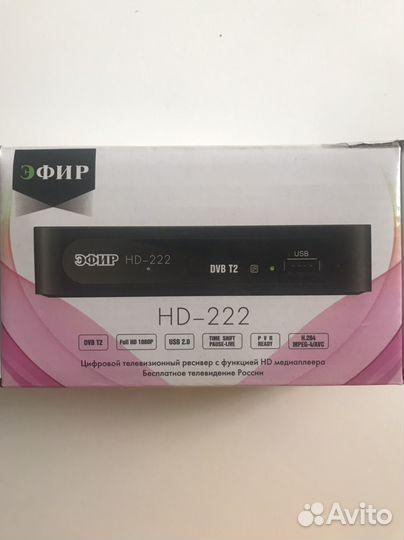 ЭФИР
ЭФИР HD-222
DVB T2
USB
HD-222
DVB T2
Full HD 1080P
USB 2.0
TIME SHIFT
PAUSE-LIVE
P V R
READY
H.264
MPEG-4/AVC
Цифровой телевизионный ресивер с функцией HD медиаплеера
Бесплатное телевидение России
Avito